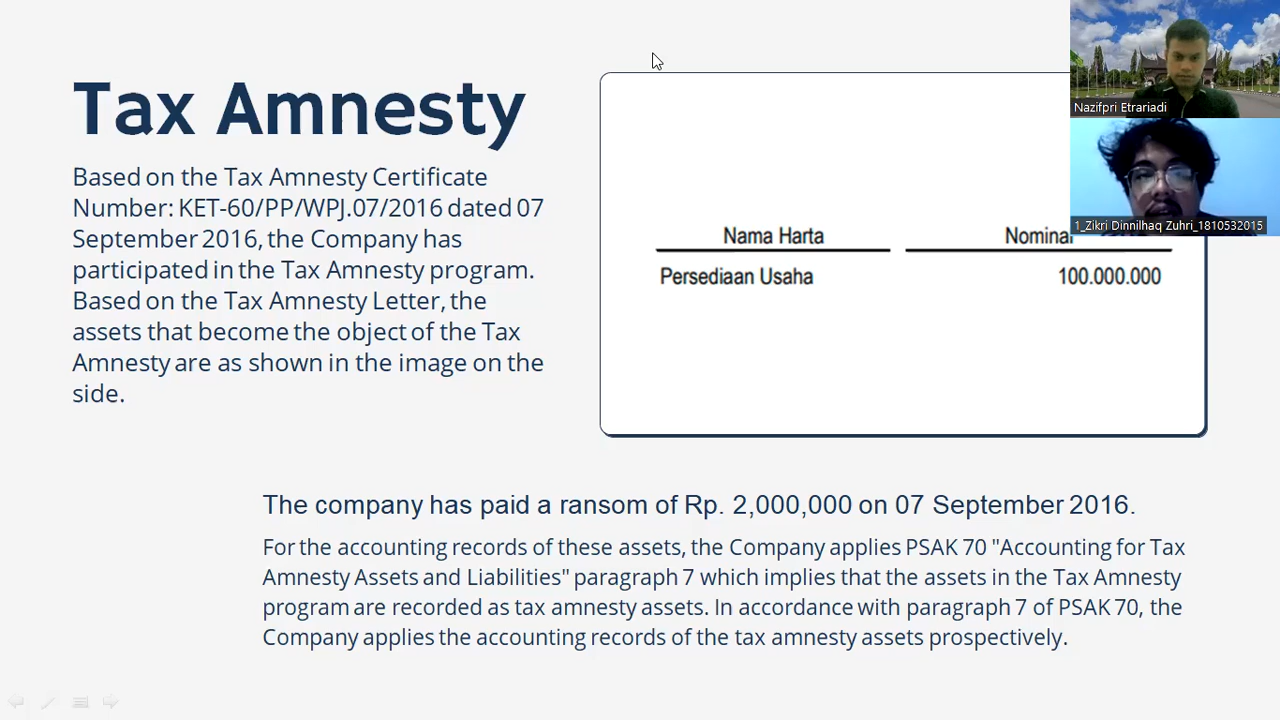 Tax Amnesty
Based on the Tax Amnesty Certificate
Number: KET-60/PP/WPJ.07/2016 dated 07
September 2016, the Company has
participated in the Tax Amnesty program.
Based on the Tax Amnesty Letter, the
assets that become the object of the Tax
Amnesty are as shown in the image on the
side.
Nazifpri Etrariadi
1_Zikri Dinnilhaq Zuhri_1810532015
Nama Harta Nominal
Persediaan Usaha 100.000.000
The company has paid a ransom of Rp. 2,000,000 on 07 September 2016.
For the accounting records of these assets, the Company applies PSAK 70 "Accounting for Tax
Amnesty Assets and Liabilities" paragraph 7 which implies that the assets in the Tax Amnesty
program are recorded as tax amnesty assets. In accordance with paragraph 7 of PSAK 70, the
Company applies the accounting records of the tax amnesty assets prospectively.